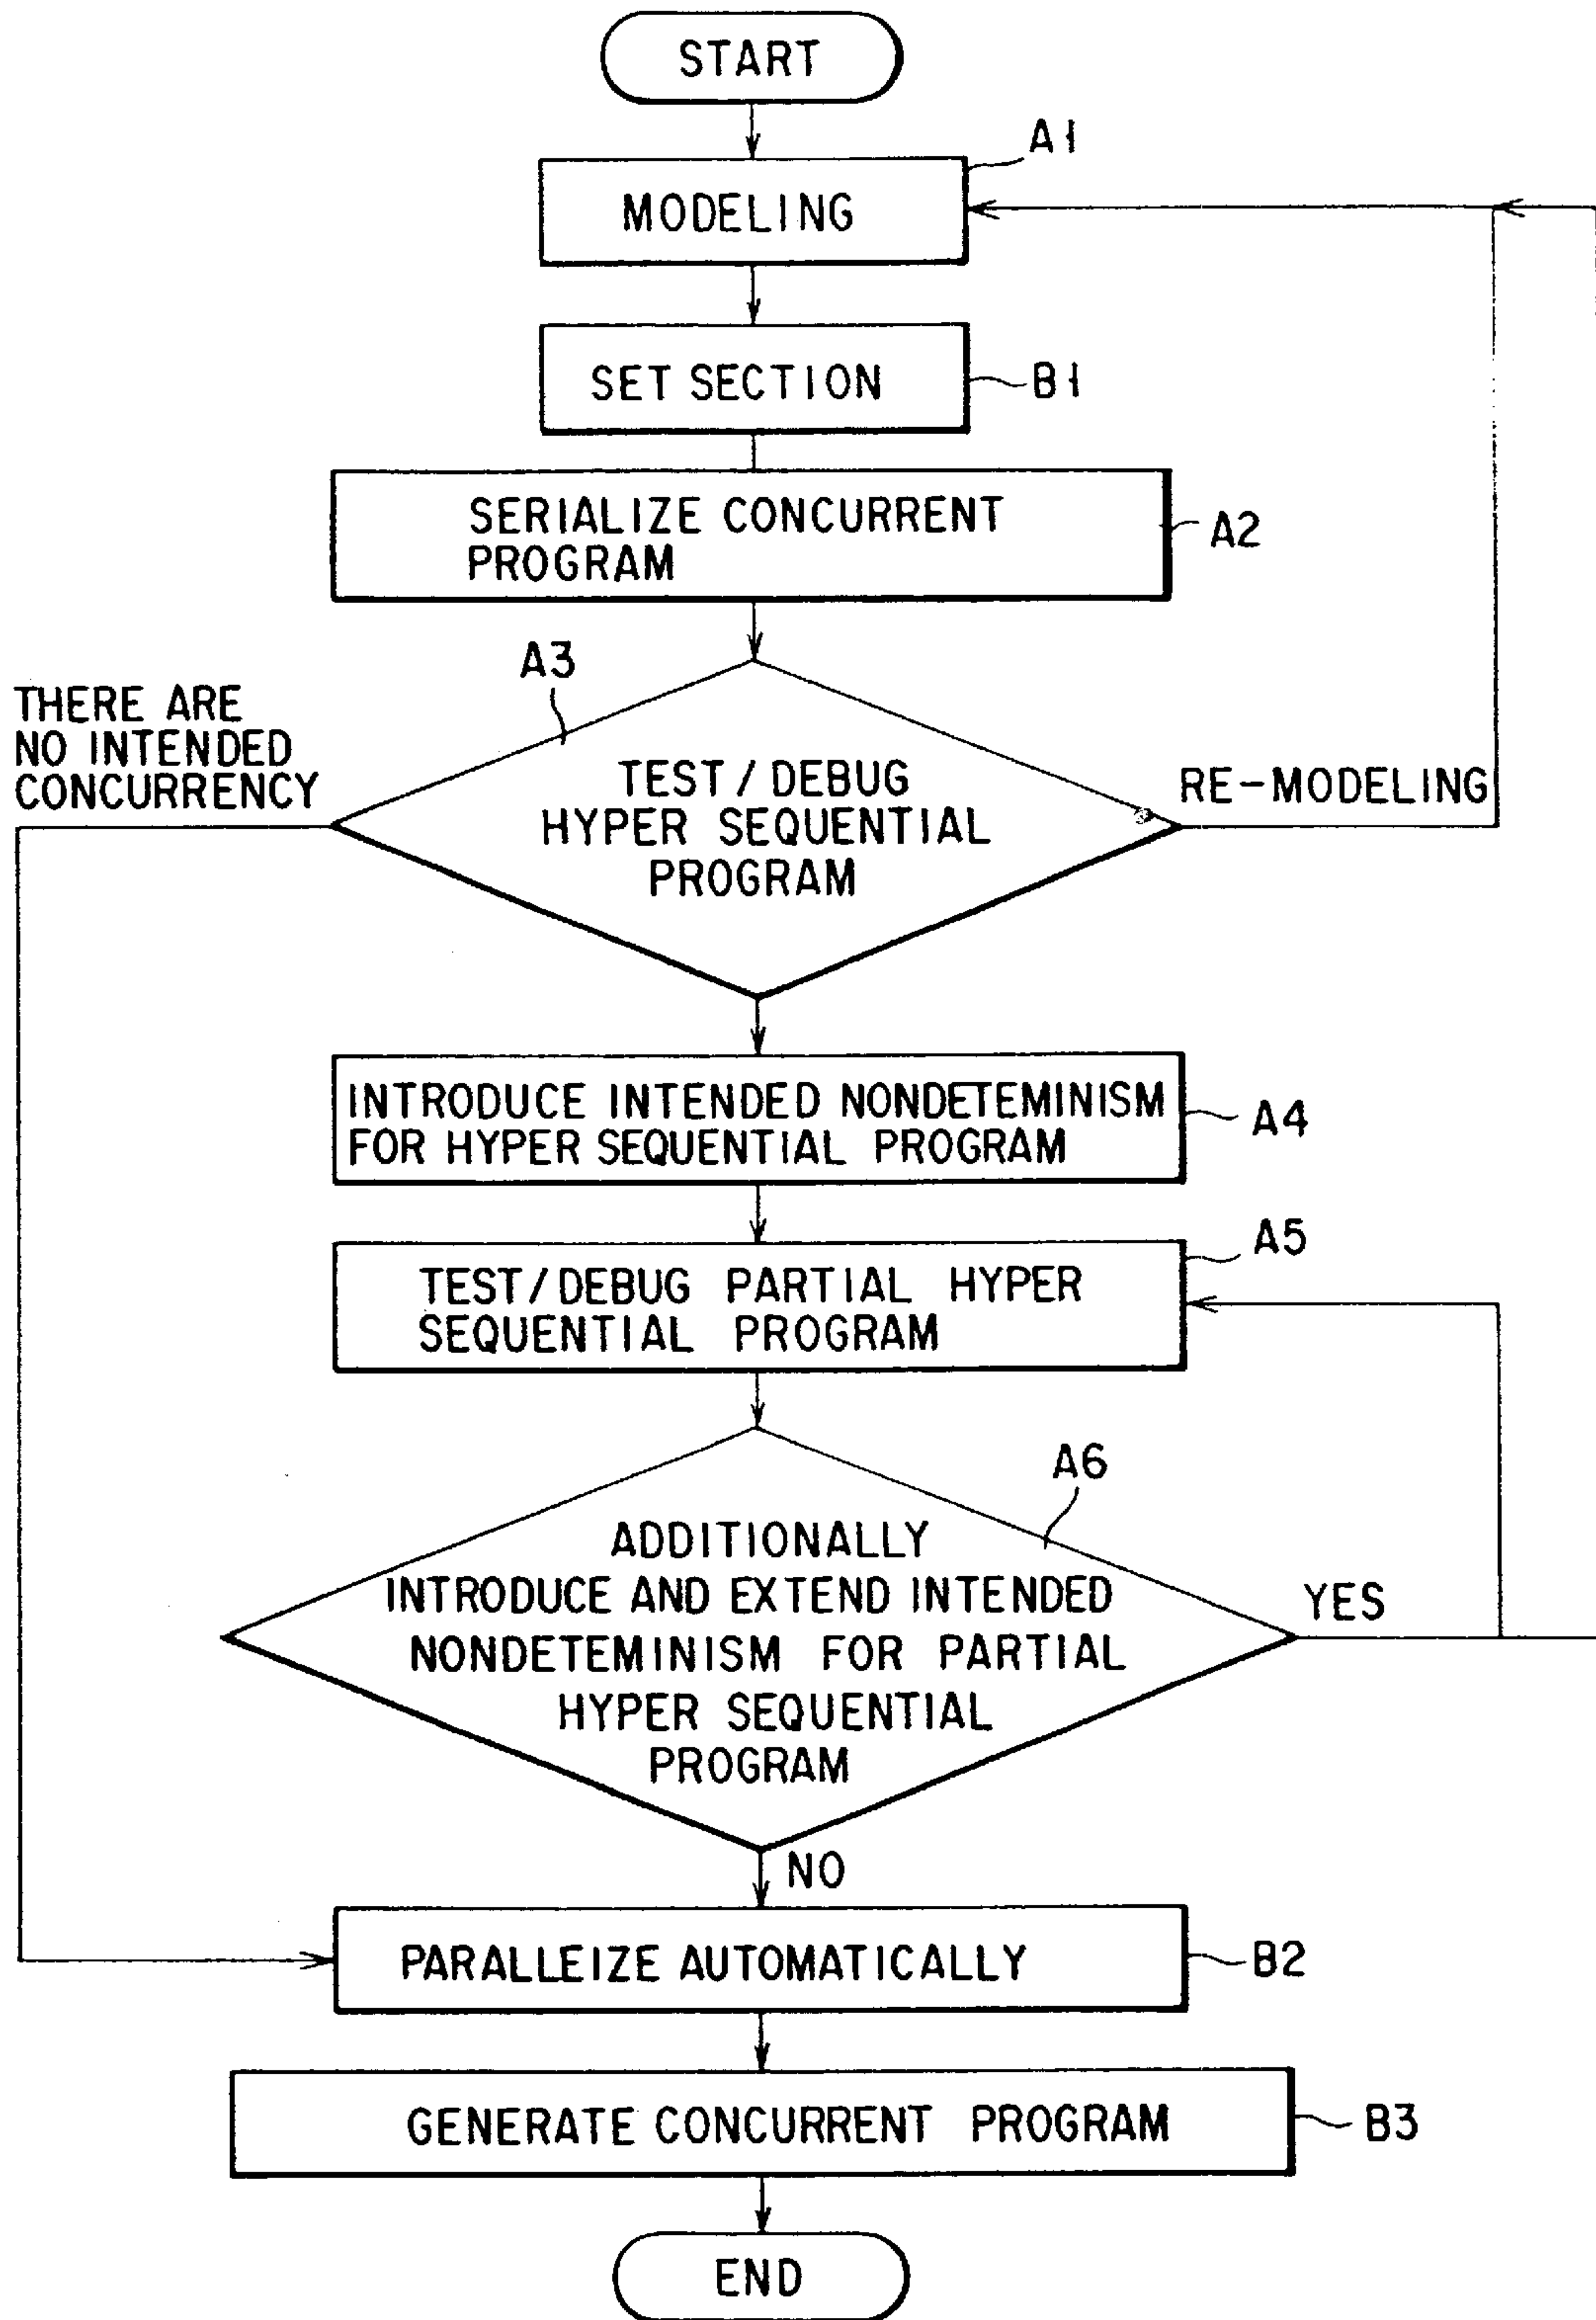 START
A1
MODELING
SET SECTION
B1
SERIALIZE CONCURRENT
PROGRAM
A2
A3
THERE ARE
NO INTENDED
CONCURRENCY
TEST / DEBUG
HYPER SEQUENTIAL
PROGRAM
RE-MODELING
INTRODUCE INTENDED NONDETEMINISM
FOR HYPER SEQUENTIAL PROGRAM
A4
A5
TEST/DEBUG PARTIAL HYPER
SEQUENTIAL PROGRAM
A6
ADDITIONALLY
INTRODUCE AND EXTEND INTENDED
NONDETEMINISM FOR PARTIAL
HYPER SEQUENTIAL
PROGRAM
YES
NO
PARALLEIZE AUTOMATICALLY
B2
GENERATE CONCURRENT PROGRAM
B3
END